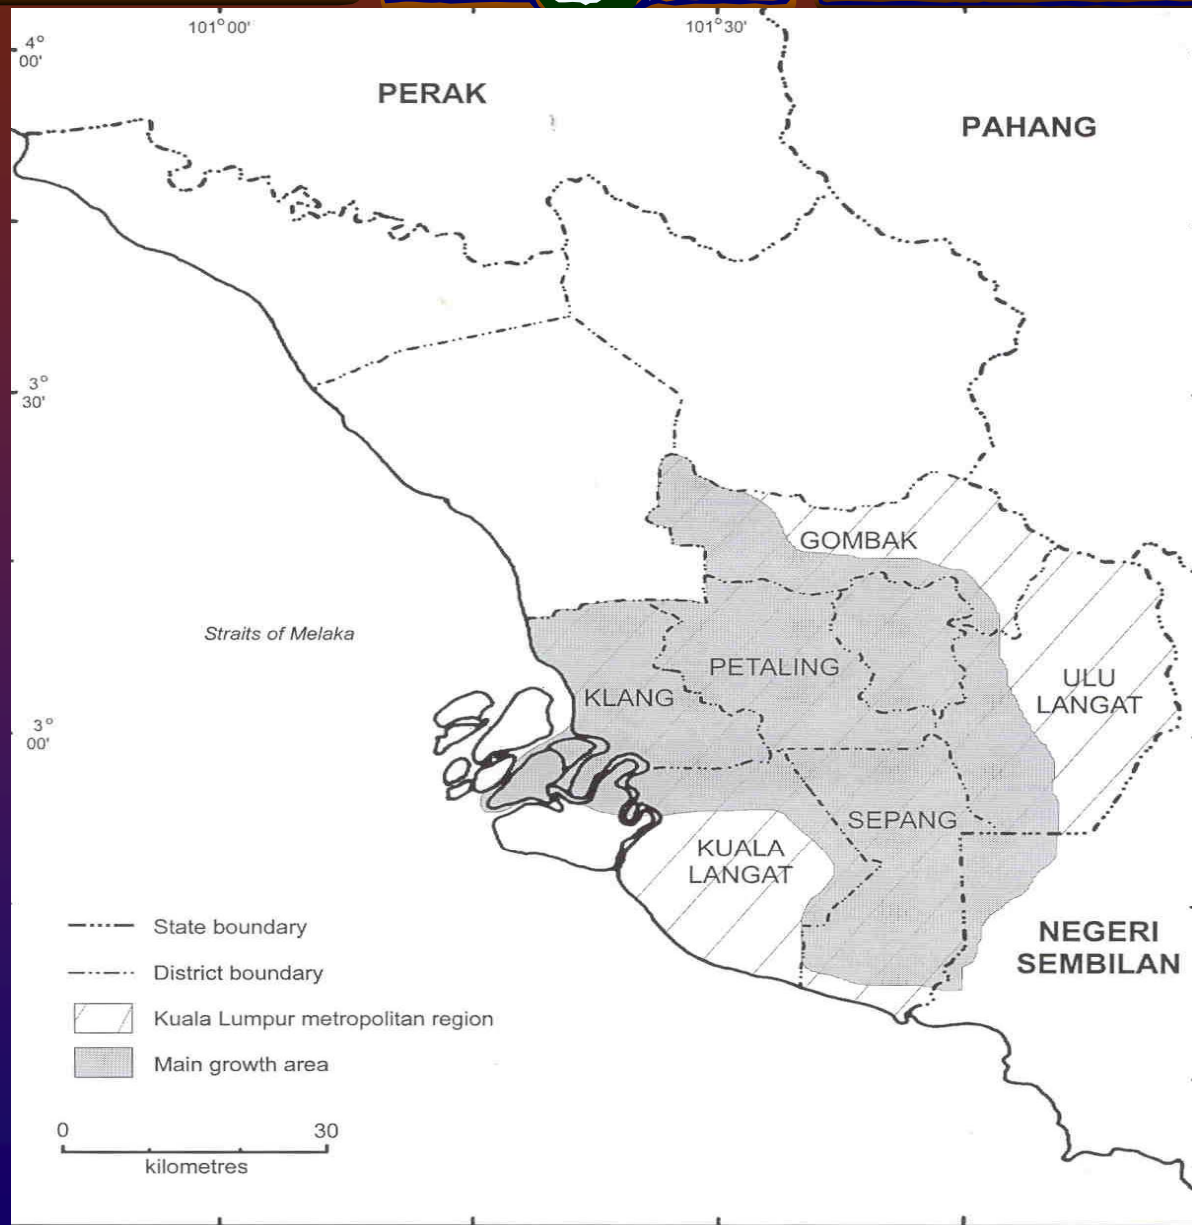 101°00'
101°30'
4°
00'
PERAK
PAHANG
3°
30'
GOMBAK
Straits of Melaka
PETALING
KLANG
ULU
LANGAT
3°
00'
SEPANG
KUALA
LANGAT
NEGERI
SEMBILAN
State boundary
District boundary
Kuala Lumpur metropolitan region
Main growth area
0 30
kilometres